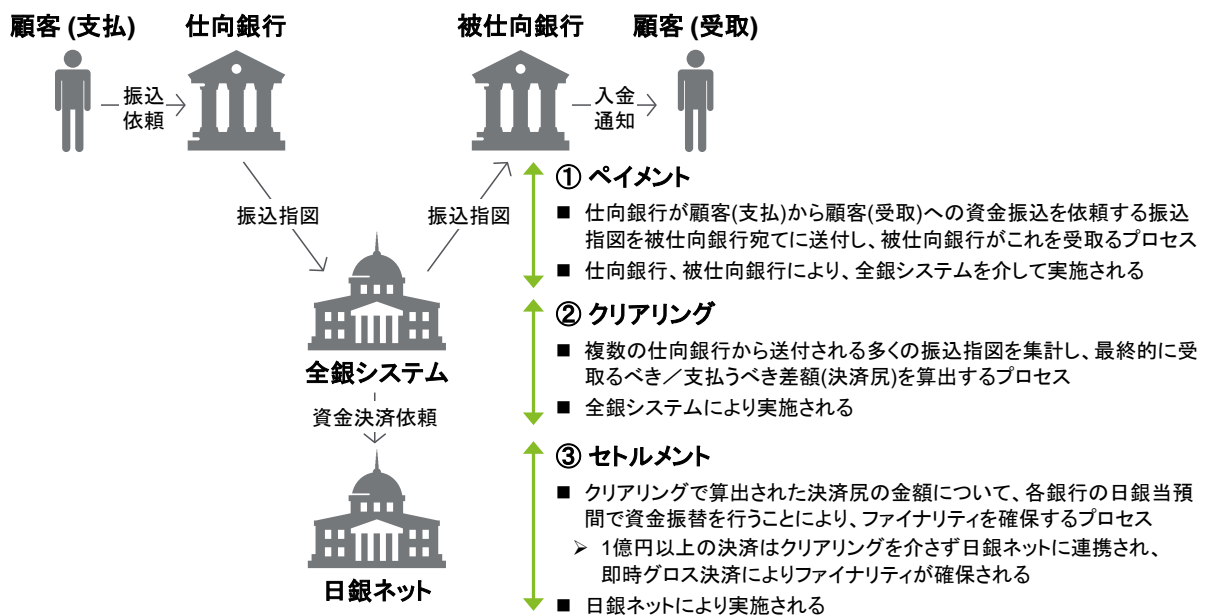 顧客 (支払)
仕向銀行
被仕向銀行
顧客 (受取)
振込
依頼
入金
通知
振込指図
振込指図
全銀システム
資金決済依頼
日銀ネット
① ペイメント
■ 仕向銀行が顧客(支払)から顧客(受取)への資金振込を依頼する振込
指図を被仕向銀行宛てに送付し、被仕向銀行がこれを受取るプロセス
■ 仕向銀行、被仕向銀行により、全銀システムを介して実施される
② クリアリング
■ 複数の仕向銀行から送付される多くの振込指図を集計し、最終的に受
取るべき／支払うべき差額(決済尻)を算出するプロセス
■ 全銀システムにより実施される
③ セトルメント
■ クリアリングで算出された決済尻の金額について、各銀行の日銀当預
間で資金振替を行うことにより、ファイナリティを確保するプロセス
➢ 1億円以上の決済はクリアリングを介さず日銀ネットに連携され、
即時グロス決済によりファイナリティが確保される
■ 日銀ネットにより実施される